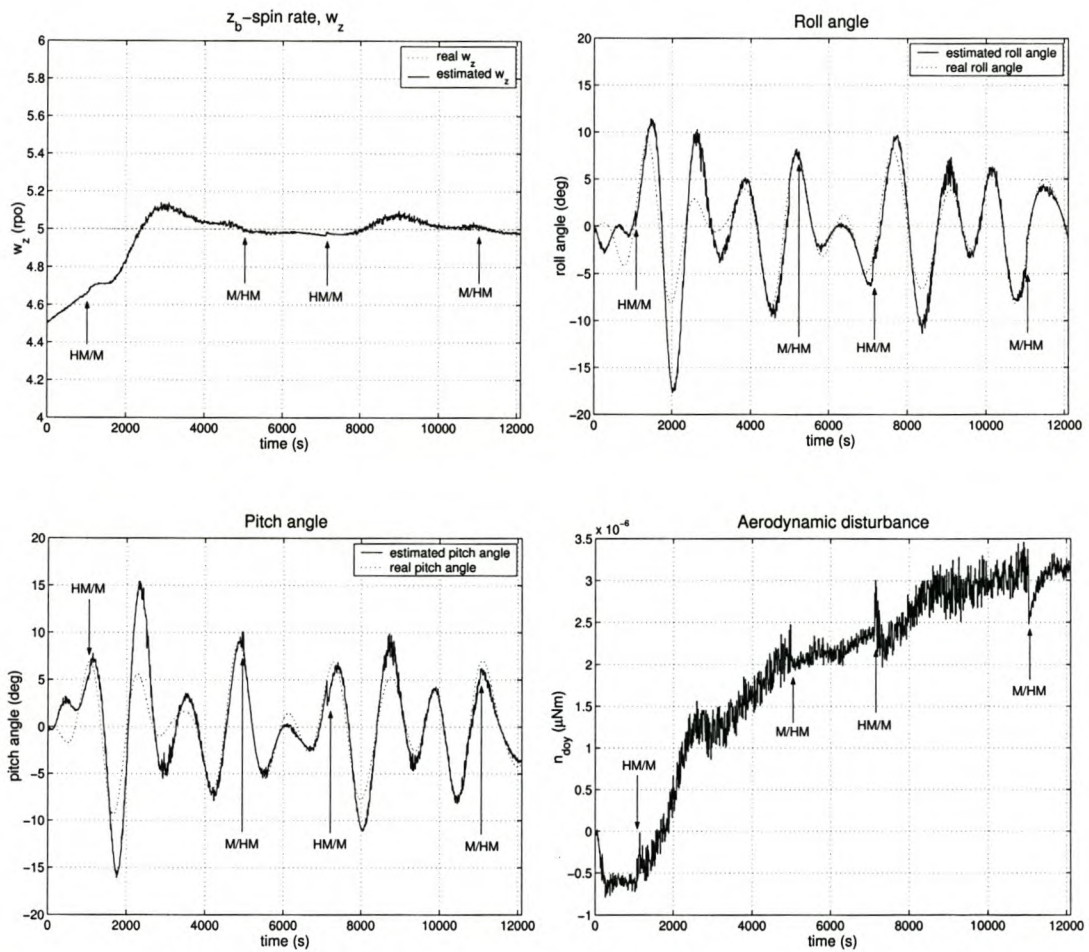 z_b-spin rate, w_z
real w_z
estimated w_z
w_z (rpo)
6
5.8
5.6
5.4
5.2
5
4.8
4.6
4.4
4.2
4
HM/M
M/HM
HM/M
M/HM
0 2000 4000 6000 8000 10000 12000
time (s)
Roll angle
estimated roll angle
real roll angle
roll angle (deg)
20
15
10
5
0
-5
-10
-15
-20
HM/M
M/HM
HM/M
M/HM
0 2000 4000 6000 8000 10000 12000
time (s)
Pitch angle
estimated pitch angle
real pitch angle
pitch angle (deg)
20
15
10
5
0
-5
-10
-15
-20
HM/M
M/HM
HM/M
M/HM
0 2000 4000 6000 8000 10000 12000
time (s)
x 10^-6
Aerodynamic disturbance
n_doy (µNm)
3.5
3
2.5
2
1.5
1
0.5
0
-0.5
-1
HM/M
M/HM
HM/M
M/HM
0 2000 4000 6000 8000 10000 12000
time (s)